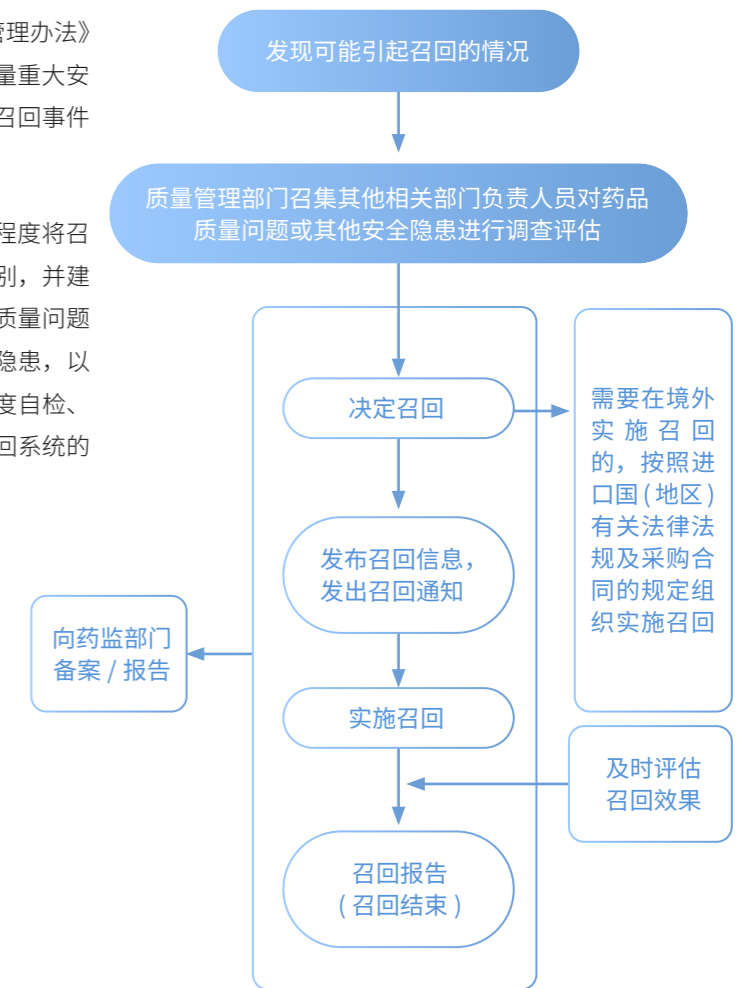 管理办法》
量重大安
召回事件
程度将召
别，并建
质量问题
隐患，以
度自检、
回系统的
发现可能引起召回的情况
质量管理部门召集其他相关部门负责人员对药品
质量问题或其他安全隐患进行调查评估
决定召回
需要在境外
实施召回
的，按照进
口国(地区)
有关法律法
规及采购合
同的规定组
织实施召回
发布召回信息，
发出召回通知
向药监部门
备案 / 报告
实施召回
及时评估
召回效果
召回报告
( 召回结束 )